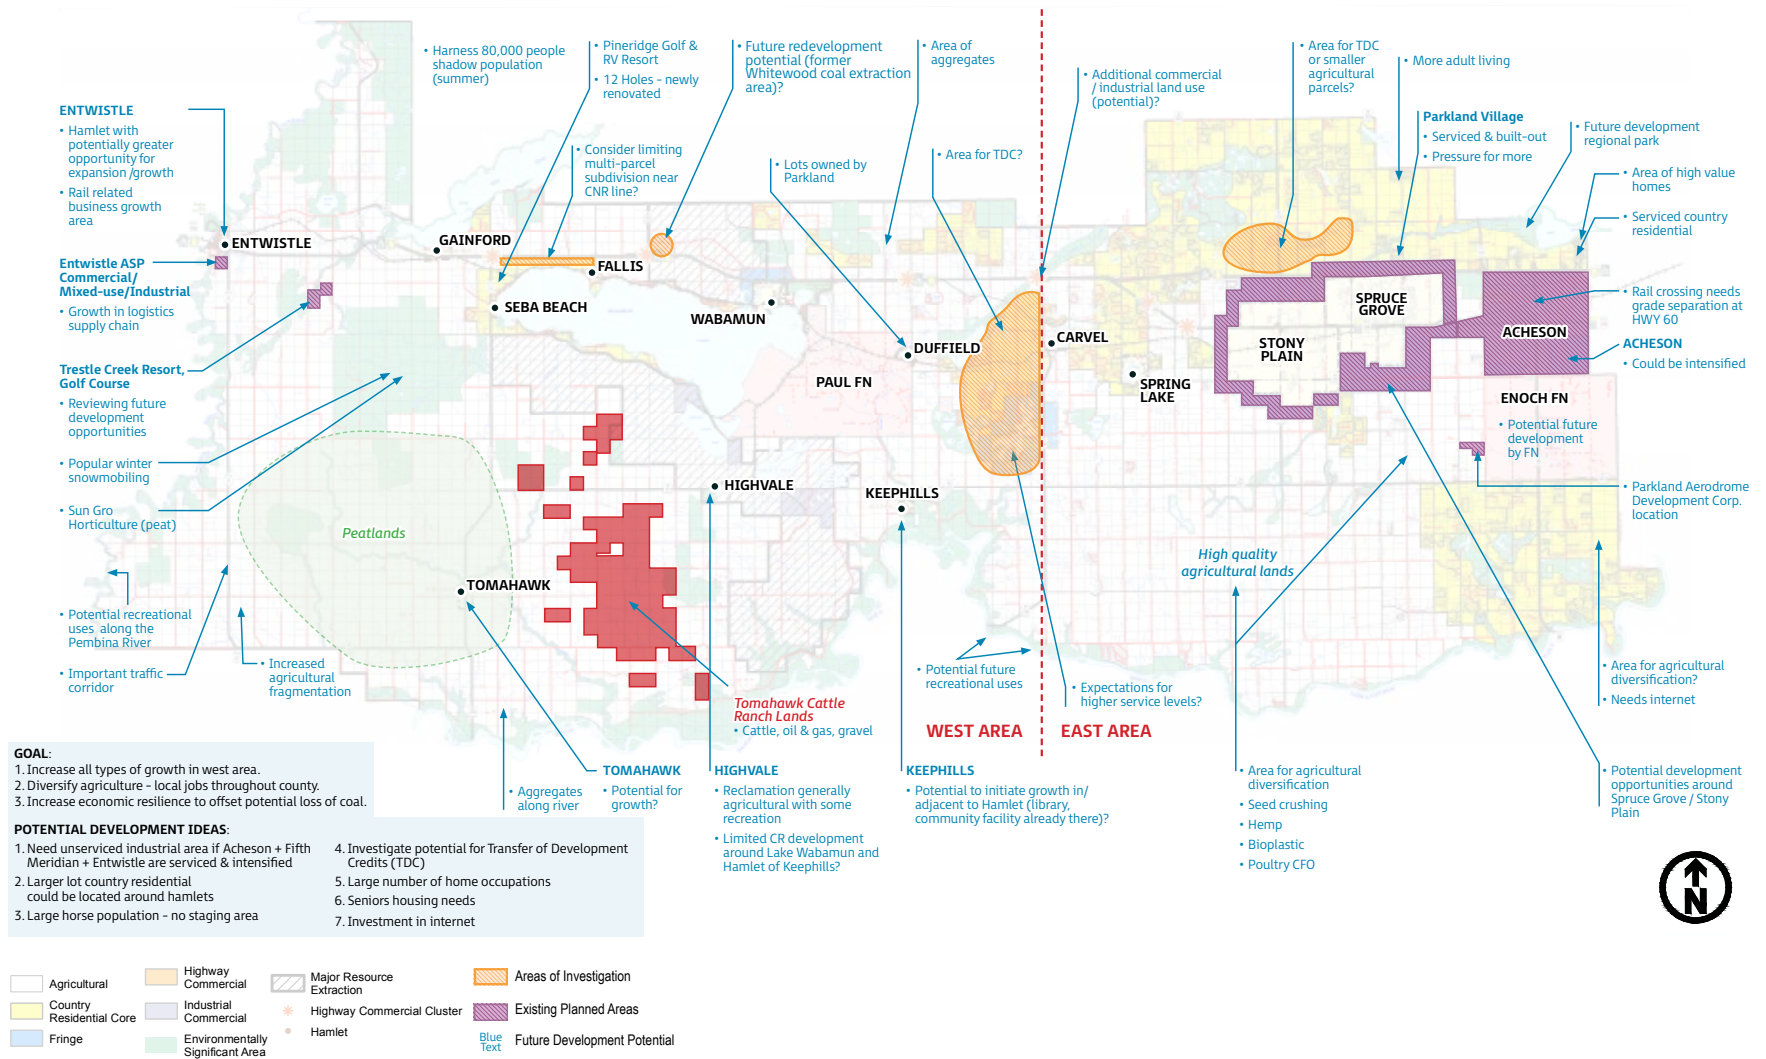 • Harness 80,000 people
shadow population
(summer)
• Pineridge Golf &
RV Resort
• 12 Holes - newly
renovated
• Future redevelopment
potential (former
Whitewood coal extraction
area)?
• Area of
aggregates
• Additional commercial
/ industrial land use
(potential)?
• Area for TDC
or smaller
agricultural
parcels?
• More adult living
Parkland Village
• Serviced & built-out
• Pressure for more
• Future development
regional park
• Area of high value
homes
• Serviced country
residential
ENTWISTLE
• Hamlet with
potentially greater
opportunity for
expansion /growth
• Rail related
business growth
area
• Consider limiting
multi-parcel
subdivision near
CNR line?
• Lots owned by
Parkland
• Area for TDC?
ENTWISTLE
GAINFORD
FALLIS
SEBA BEACH
WABAMUN
DUFFIELD
PAUL FN
CARVEL
SPRING
LAKE
STONY
PLAIN
SPRUCE
GROVE
ACHESON
ENOCH FN
• Potential future
development
by FN
Entwistle ASP
Commercial/
Mixed-use/Industrial
• Growth in logistics
supply chain
Trestle Creek Resort,
Golf Course
• Reviewing future
development
opportunities
• Popular winter
snowmobiling
• Sun Gro
Horticulture (peat)
• Rail crossing needs
grade separation at
HWY 60
ACHESON
• Could be intensified
• Parkland Aerodrome
Development Corp.
location
HIGHVALE
KEEPHILLS
Peatlands
TOMAHAWK
High quality
agricultural lands
• Potential recreational
uses along the
Pembina River
• Important traffic
corridor
• Increased
agricultural
fragmentation
Tomahawk Cattle
Ranch Lands
• Cattle, oil & gas, gravel
• Potential future
recreational uses
• Expectations for
higher service levels?
WEST AREA
EAST AREA
• Area for agricultural
diversification?
• Needs internet
GOAL:
1. Increase all types of growth in west area.
2. Diversify agriculture - local jobs throughout county.
3. Increase economic resilience to offset potential loss of coal.
• Aggregates
along river
TOMAHAWK
• Potential for
growth?
HIGHVALE
• Reclamation generally
agricultural with some
recreation
• Limited CR development
around Lake Wabamun and
Hamlet of Keephills?
KEEPHILLS
• Potential to initiate growth in/
adjacent to Hamlet (library,
community facility already there)?
• Area for agricultural
diversification
• Seed crushing
• Hemp
• Bioplastic
• Poultry CFO
• Potential development
opportunities around
Spruce Grove / Stony
Plain
POTENTIAL DEVELOPMENT IDEAS:
1. Need unserviced industrial area if Acheson + Fifth
Meridian + Entwistle are serviced & intensified
2. Larger lot country residential
could be located around hamlets
3. Large horse population - no staging area
4. Investigate potential for Transfer of Development
Credits (TDC)
5. Large number of home occupations
6. Seniors housing needs
7. Investment in internet
N
Agricultural
Country
Residential Core
Fringe
Highway
Commercial
Industrial
Commercial
Environmentally
Significant Area
Major Resource
Extraction
Highway Commercial Cluster
Hamlet
Areas of Investigation
Existing Planned Areas
Blue
Text
Future Development Potential